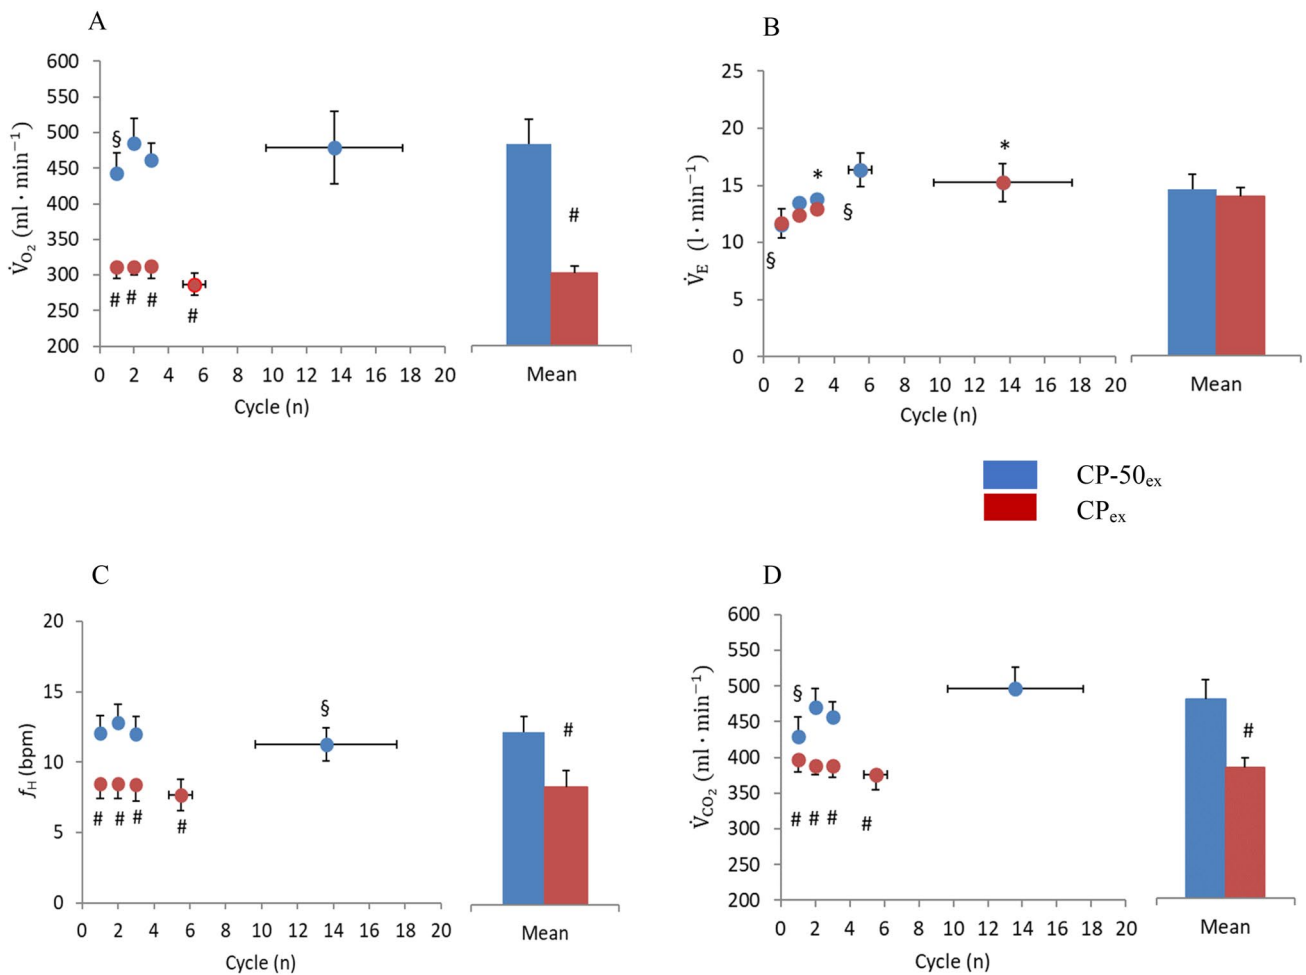 A
600
550
500
450
400
350
300
250
200
V̇O₂ (ml · min⁻¹)
§
#
# # #
#
0 2 4 6 8 10 12 14 16 18 20
Mean
Cycle (n)
B
25
20
15
10
5
0
V̇E (l · min⁻¹)
*
*
§
§
0 2 4 6 8 10 12 14 16 18 20
Mean
Cycle (n)
CP-50ex
CPex
C
20
15
10
5
0
fH (bpm)
§
#
# # #
#
0 2 4 6 8 10 12 14 16 18 20
Mean
Cycle (n)
D
600
550
500
450
400
350
300
250
200
V̇CO₂ (ml · min⁻¹)
§
#
# # #
#
0 2 4 6 8 10 12 14 16 18 20
Mean
Cycle (n)